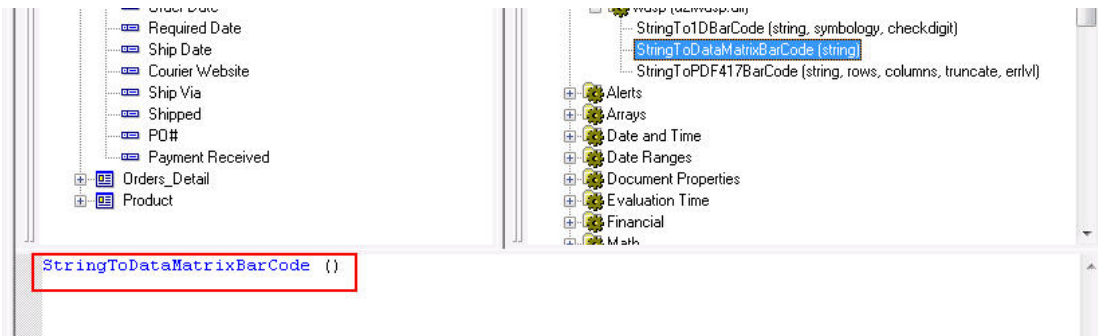 Order Date
Required Date
Ship Date
Courier Website
Ship Via
Shipped
PO#
Payment Received
Orders_Detail
Product
StringTo1DBarCode (string, symbology, checkdigit)
StringToDataMatrixBarCode (string)
StringToPDF417BarCode (string, rows, columns, truncate, errlvl)
Alerts
Arrays
Date and Time
Date Ranges
Document Properties
Evaluation Time
Financial
Math
StringToDataMatrixBarCode ()